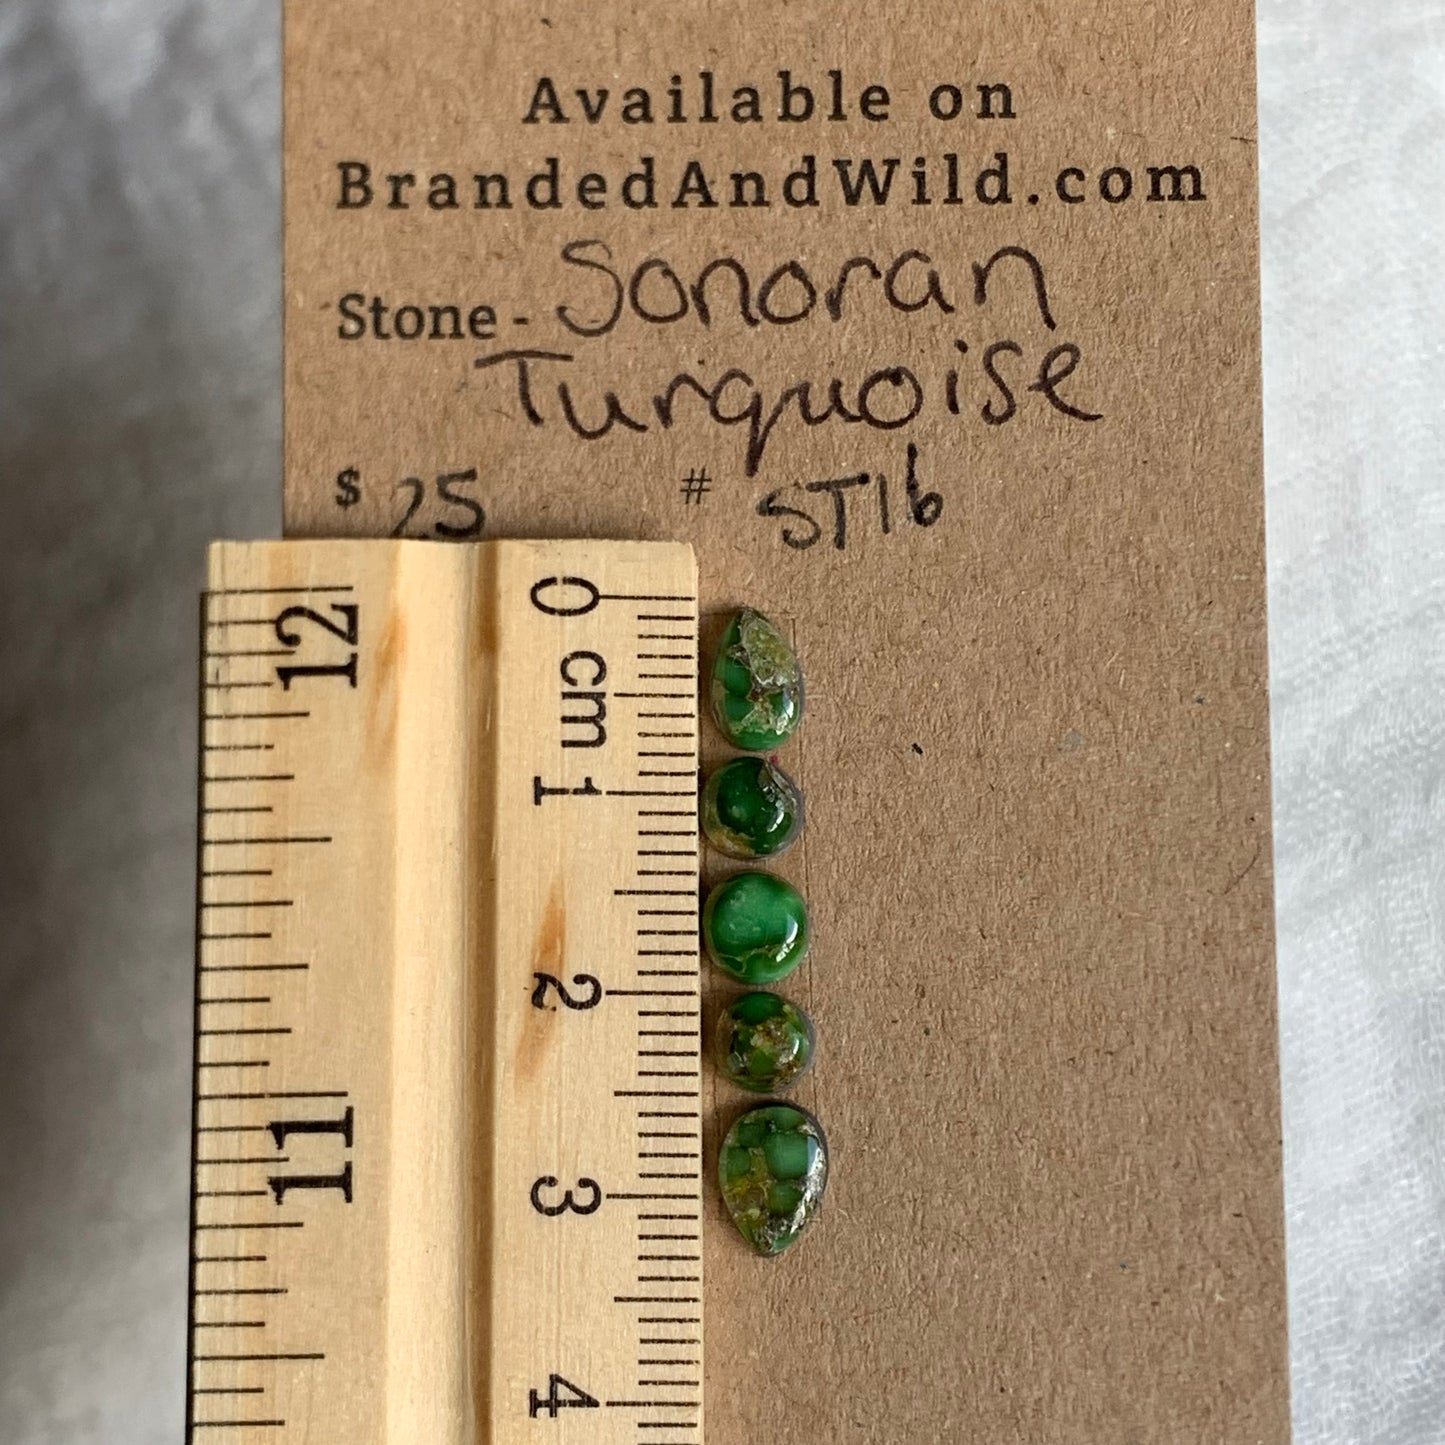 Available on
BrandedAndWild.com
Stone - Sonoran
Turquoise
$ 25 # ST16
0 cm 1 2 3 4
12 11